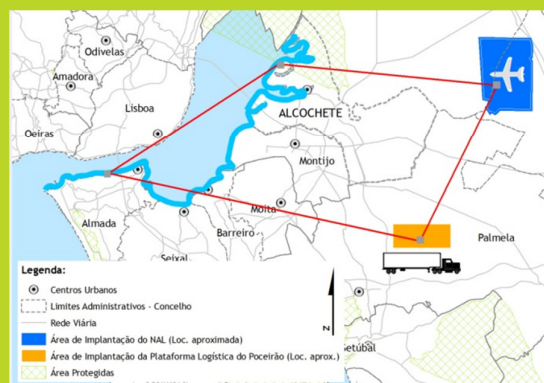 Odivelas
Amadora
Lisboa
Oeiras
ALCOCHETE
Montijo
Moita
Almada
Barreiro
Palmela
Seixal
Legenda:
Centros Urbanos
Limites Administrativos - Concelho
Rede Viária
Área de Implantação do NAL (Loc. aproximada)
Área de Implantação da Plataforma Logística do Poceirão (Loc. aprox.)
Área Protegidas
N
etúbal